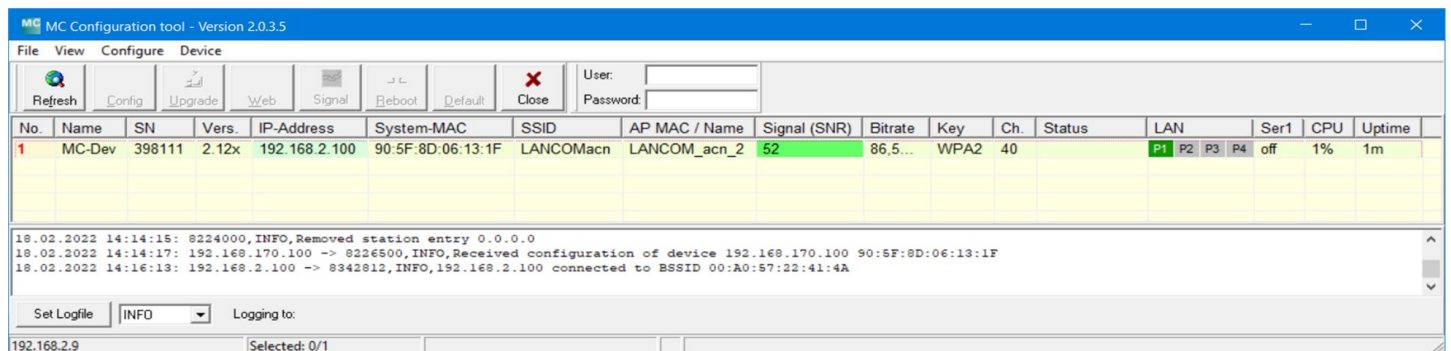 MC MC Configuration tool - Version 2.0.3.5
File View Configure Device
Refresh Config Upgrade Web Signal Reboot Default Close User:
Password:
No. Name SN Vers. IP-Address System-MAC SSID AP MAC / Name Signal (SNR) Bitrate Key Ch. Status LAN Ser1 CPU Uptime
1 MC-Dev 398111 2.12x 192.168.2.100 90:5F:8D:06:13:1F LANCOMacn LANCOM_acn_2 52 86,5... WPA2 40 P1 P2 P3 P4 off 1% 1m
18.02.2022 14:14:15: 8224000,INFO,Removed station entry 0.0.0.0
18.02.2022 14:14:17: 192.168.170.100 -> 8226500,INFO,Received configuration of device 192.168.170.100 90:5F:8D:06:13:1F
18.02.2022 14:16:13: 192.168.2.100 -> 8342812,INFO,192.168.2.100 connected to BSSID 00:A0:57:22:41:4A
Set Logfile INFO Logging to:
192.168.2.9 Selected: 0/1